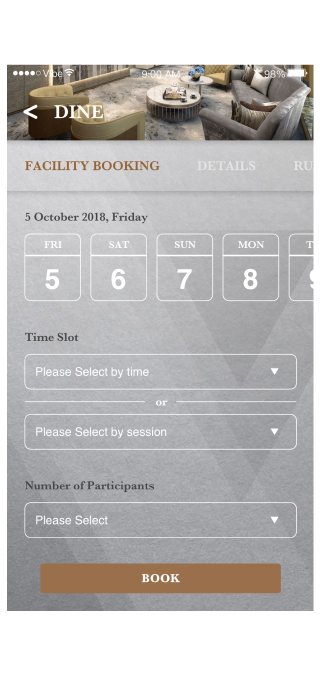 ●●●●○ Vibe 9:00 AM 98%
< DINE
FACILITY BOOKING DETAILS RU
5 October 2018, Friday
FRI SAT SUN MON T
5 6 7 8 9
Time Slot
Please Select by time
or
Please Select by session
Number of Participants
Please Select
BOOK